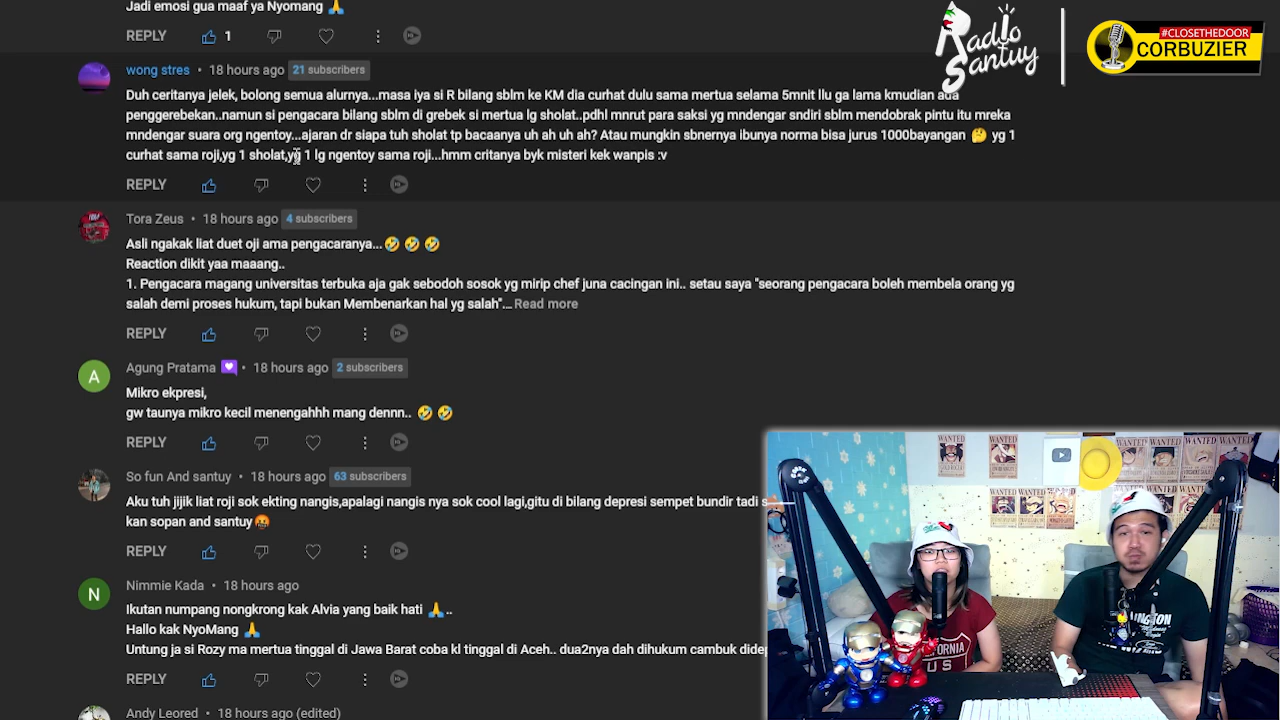 Jadi emosi gua maaf ya Nyomang 🙏
REPLY 1
Radio Santuy
#CLOSETHEDOOR
CORBUZIER
wong stres • 18 hours ago 21 subscribers
Duh ceritanya jelek, bolong semua alurnya...masa iya si R bilang sblm ke KM dia curhat dulu sama mertua selama 5mnit llu ga lama kmudian ada
penggerebekan..namun si pengacara bilang sblm di grebek si mertua lg sholat..pdhl mnrut para saksi yg mndengar sndiri sblm mendobrak pintu itu mreka
mndengar suara org ngentoy...ajaran dr siapa tuh sholat tp bacaanya uh ah uh ah? Atau mungkin sbnernya ibunya norma bisa jurus 1000bayangan 🤔 yg 1
curhat sama roji,yg 1 sholat,yg 1 lg ngentoy sama roji...hmm critanya byk misteri kek wanpis :v
REPLY
Tora Zeus • 18 hours ago 4 subscribers
Asli ngakak liat duet oji ama pengacaranya...🤣 🤣 🤣
Reaction dikit yaa maaang..
1. Pengacara magang universitas terbuka aja gak sebodoh sosok yg mirip chef juna cacingan ini.. setau saya "seorang pengacara boleh membela orang yg
salah demi proses hukum, tapi bukan Membenarkan hal yg salah"... Read more
REPLY
A
Agung Pratama • 18 hours ago 2 subscribers
Mikro ekpresi,
gw taunya mikro kecil menengahhh mang dennn.. 🤣 🤣
REPLY
So fun And santuy • 18 hours ago 63 subscribers
Aku tuh jijik liat roji sok ekting nangis,apalagi nangis nya sok cool lagi,gitu di bilang depresi sempet bundir tadi s
kan sopan and santuy🤬
REPLY
N
Nimmie Kada • 18 hours ago
Ikutan numpang nongkrong kak Alvia yang baik hati 🙏..
Hallo kak NyoMang 🙏
Untung ja si Rozy ma mertua tinggal di Jawa Barat coba kl tinggal di Aceh.. dua2nya dah dihukum cambuk didep
REPLY
Andy Leored • 18 hours ago (edited)
WANTED
WANTED
WANTED
WANTED
WANTED
CALIFORNIA
US